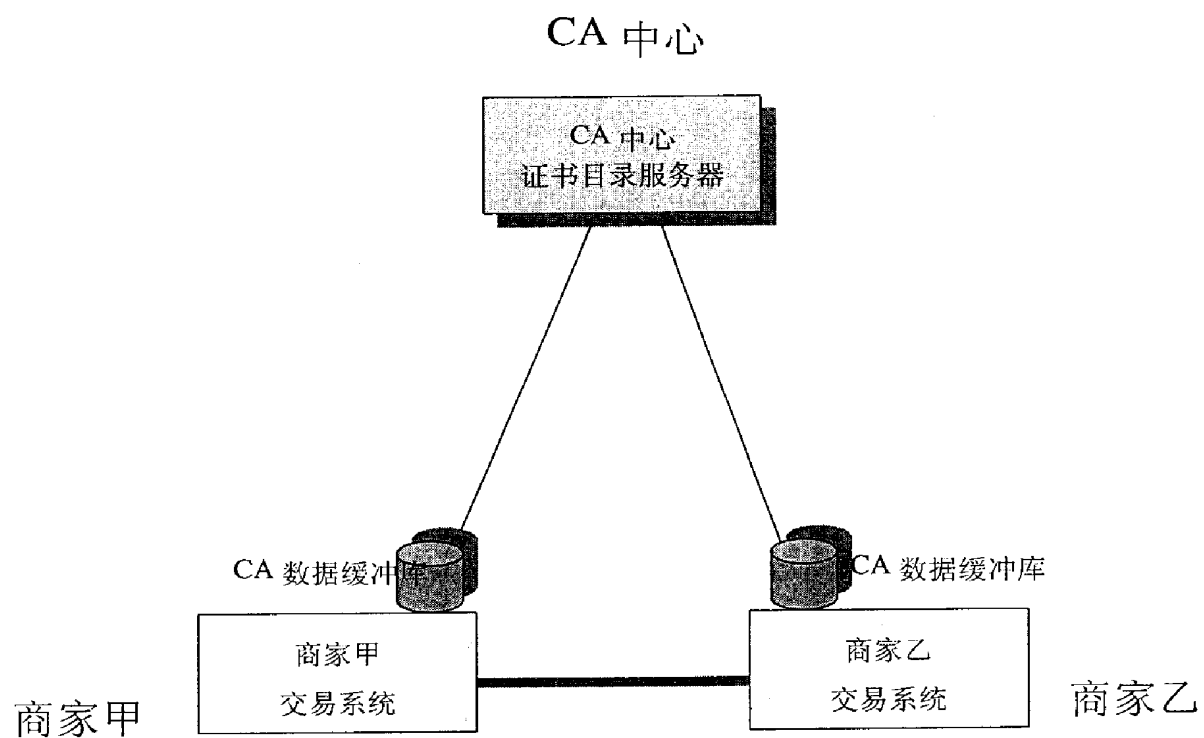 CA 中心
CA 中心
证书目录服务器
CA 数据缓冲库
CA 数据缓冲库
商家甲
交易系统
商家乙
交易系统
商家甲
商家乙